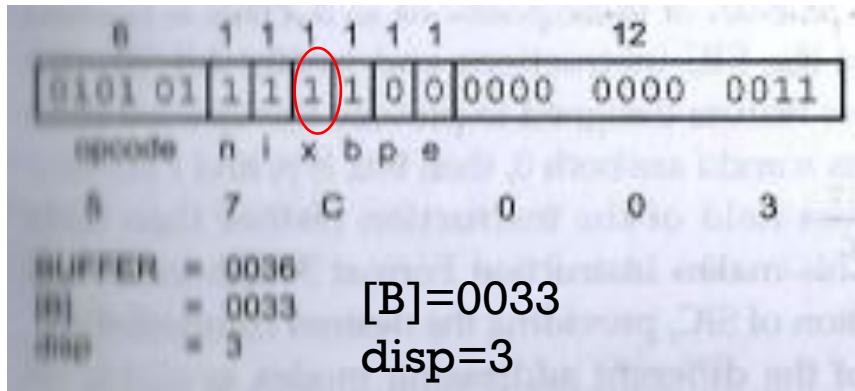 6 1 1 1 1 1 1 12
0101 01 1 1 1 1 0 0 0000 0000 0011
opcode n i x b p e
5 7 C 0 0 3
BUFFER = 0036
[B] = 0033
disp = 3
[B]=0033
disp=3